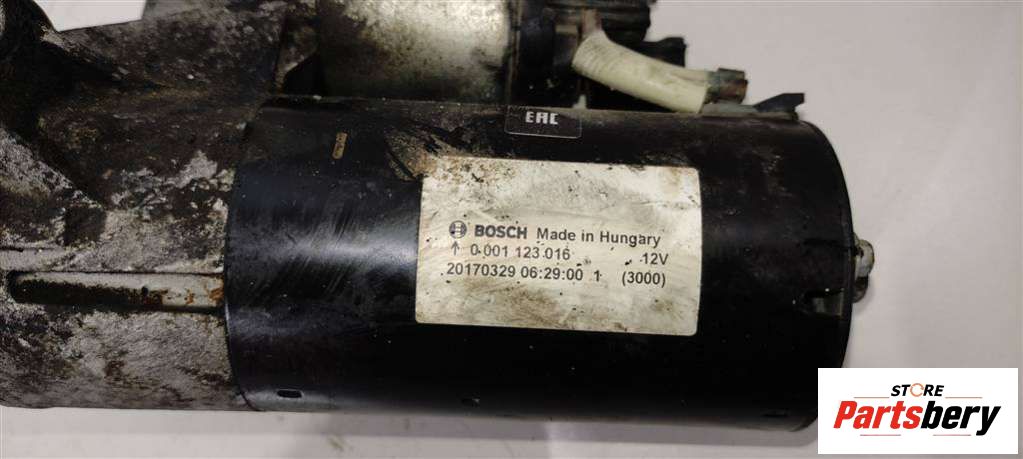 EAC
BOSCH Made in Hungary
↑ 0 001 123 016 12V
20170329 06:29:00 1 (3000)
STORE
Partsbery